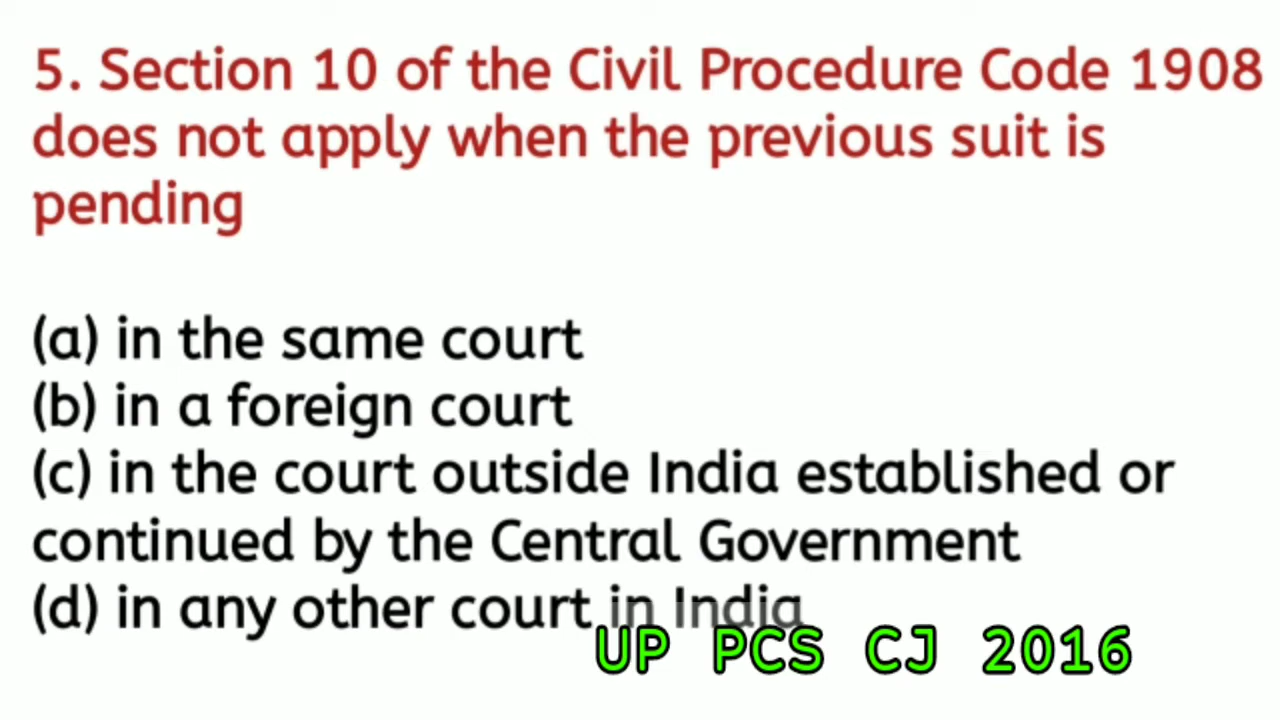 5. Section 10 of the Civil Procedure Code 1908
does not apply when the previous suit is
pending
(a) in the same court
(b) in a foreign court
(c) in the court outside India established or
continued by the Central Government
(d) in any other court in India
UP PCS CJ 2016